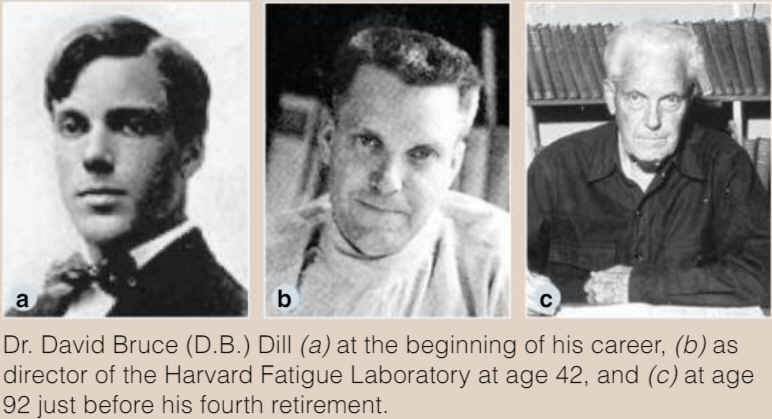 a
b
c
Dr. David Bruce (D.B.) Dill (a) at the beginning of his career, (b) as
director of the Harvard Fatigue Laboratory at age 42, and (c) at age
92 just before his fourth retirement.